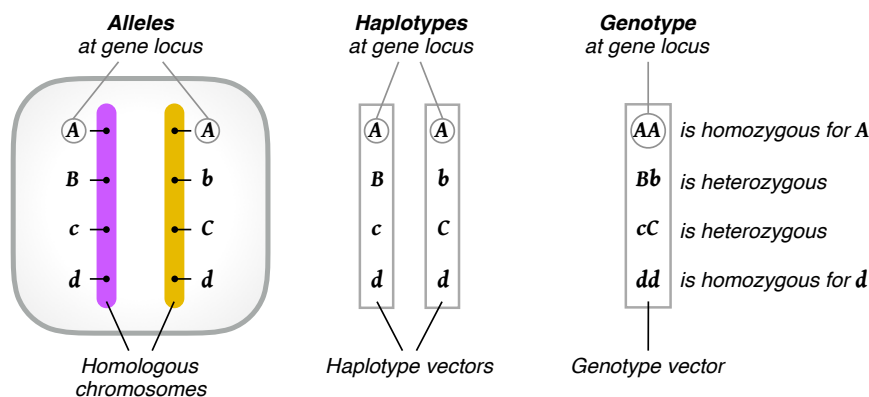 Alleles
at gene locus
A
A
B
b
c
C
d
d
Homologous
chromosomes
Haplotypes
at gene locus
A
A
B
b
c
C
d
d
Haplotype vectors
Genotype
at gene locus
AA is homozygous for A
Bb is heterozygous
cC is heterozygous
dd is homozygous for d
Genotype vector